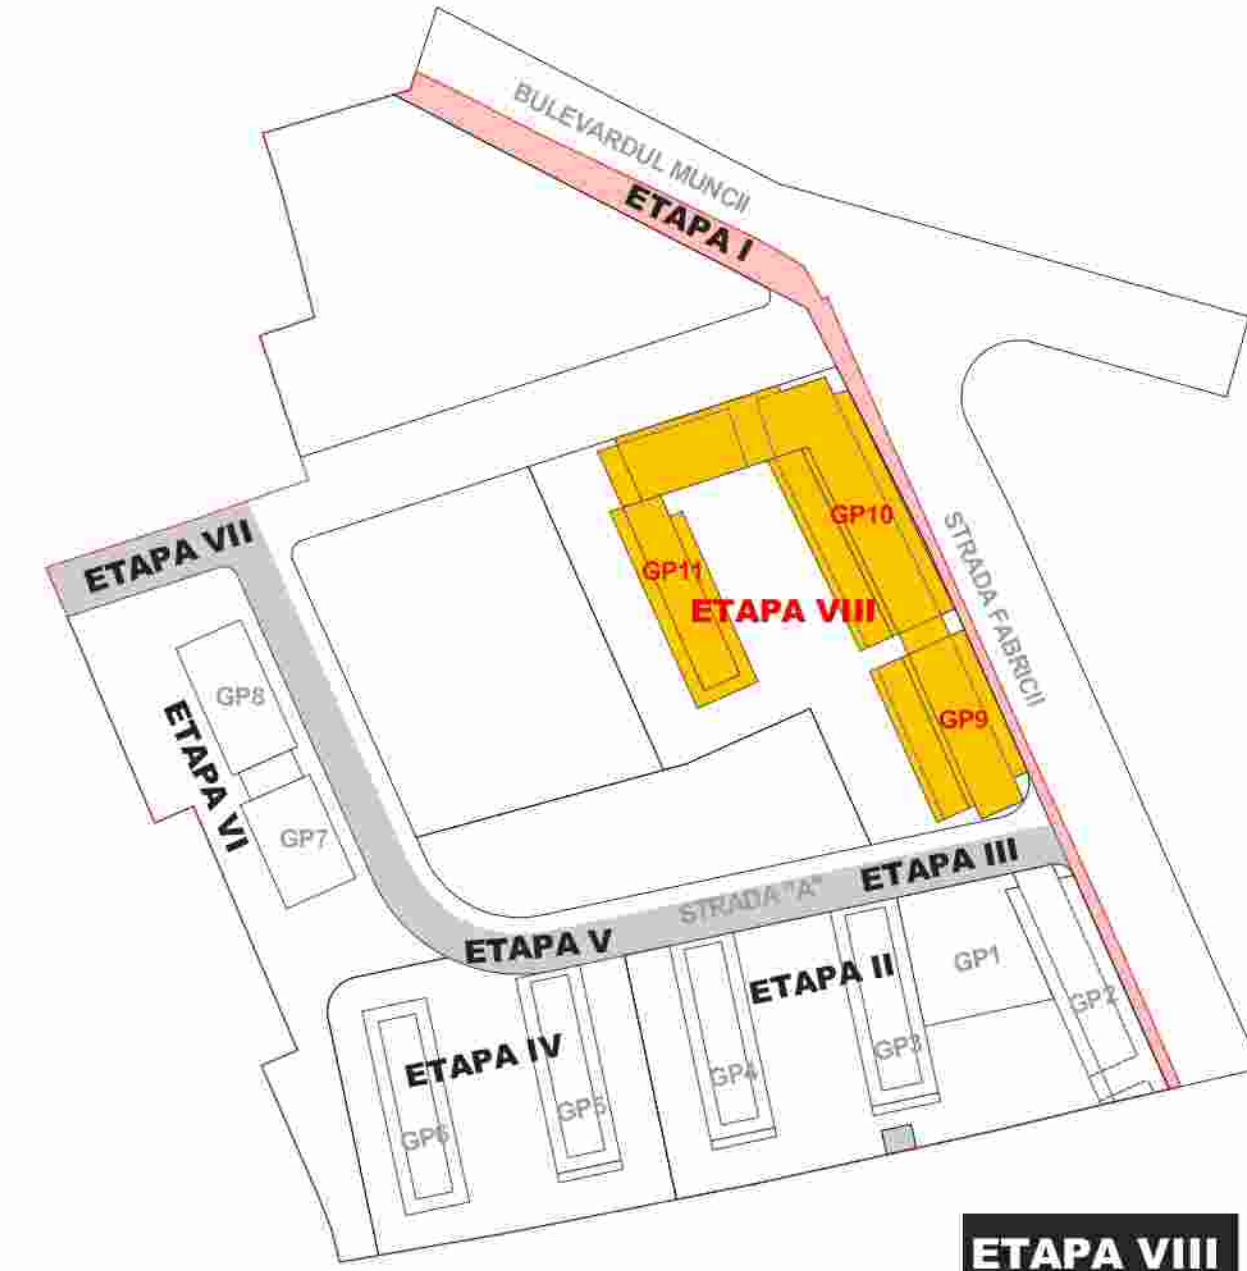 BULEVARDUL MUNCII
ETAPA I
GP10
STRADA FABRICII
ETAPA VII
GP11
ETAPA VIII
GP8
GP9
ETAPA VI
GP7
ETAPA III
STRADA "A"
ETAPA V
ETAPA II
GP1
GP2
GP3
ETAPA IV
GP4
GP5
GP6
ETAPA VIII